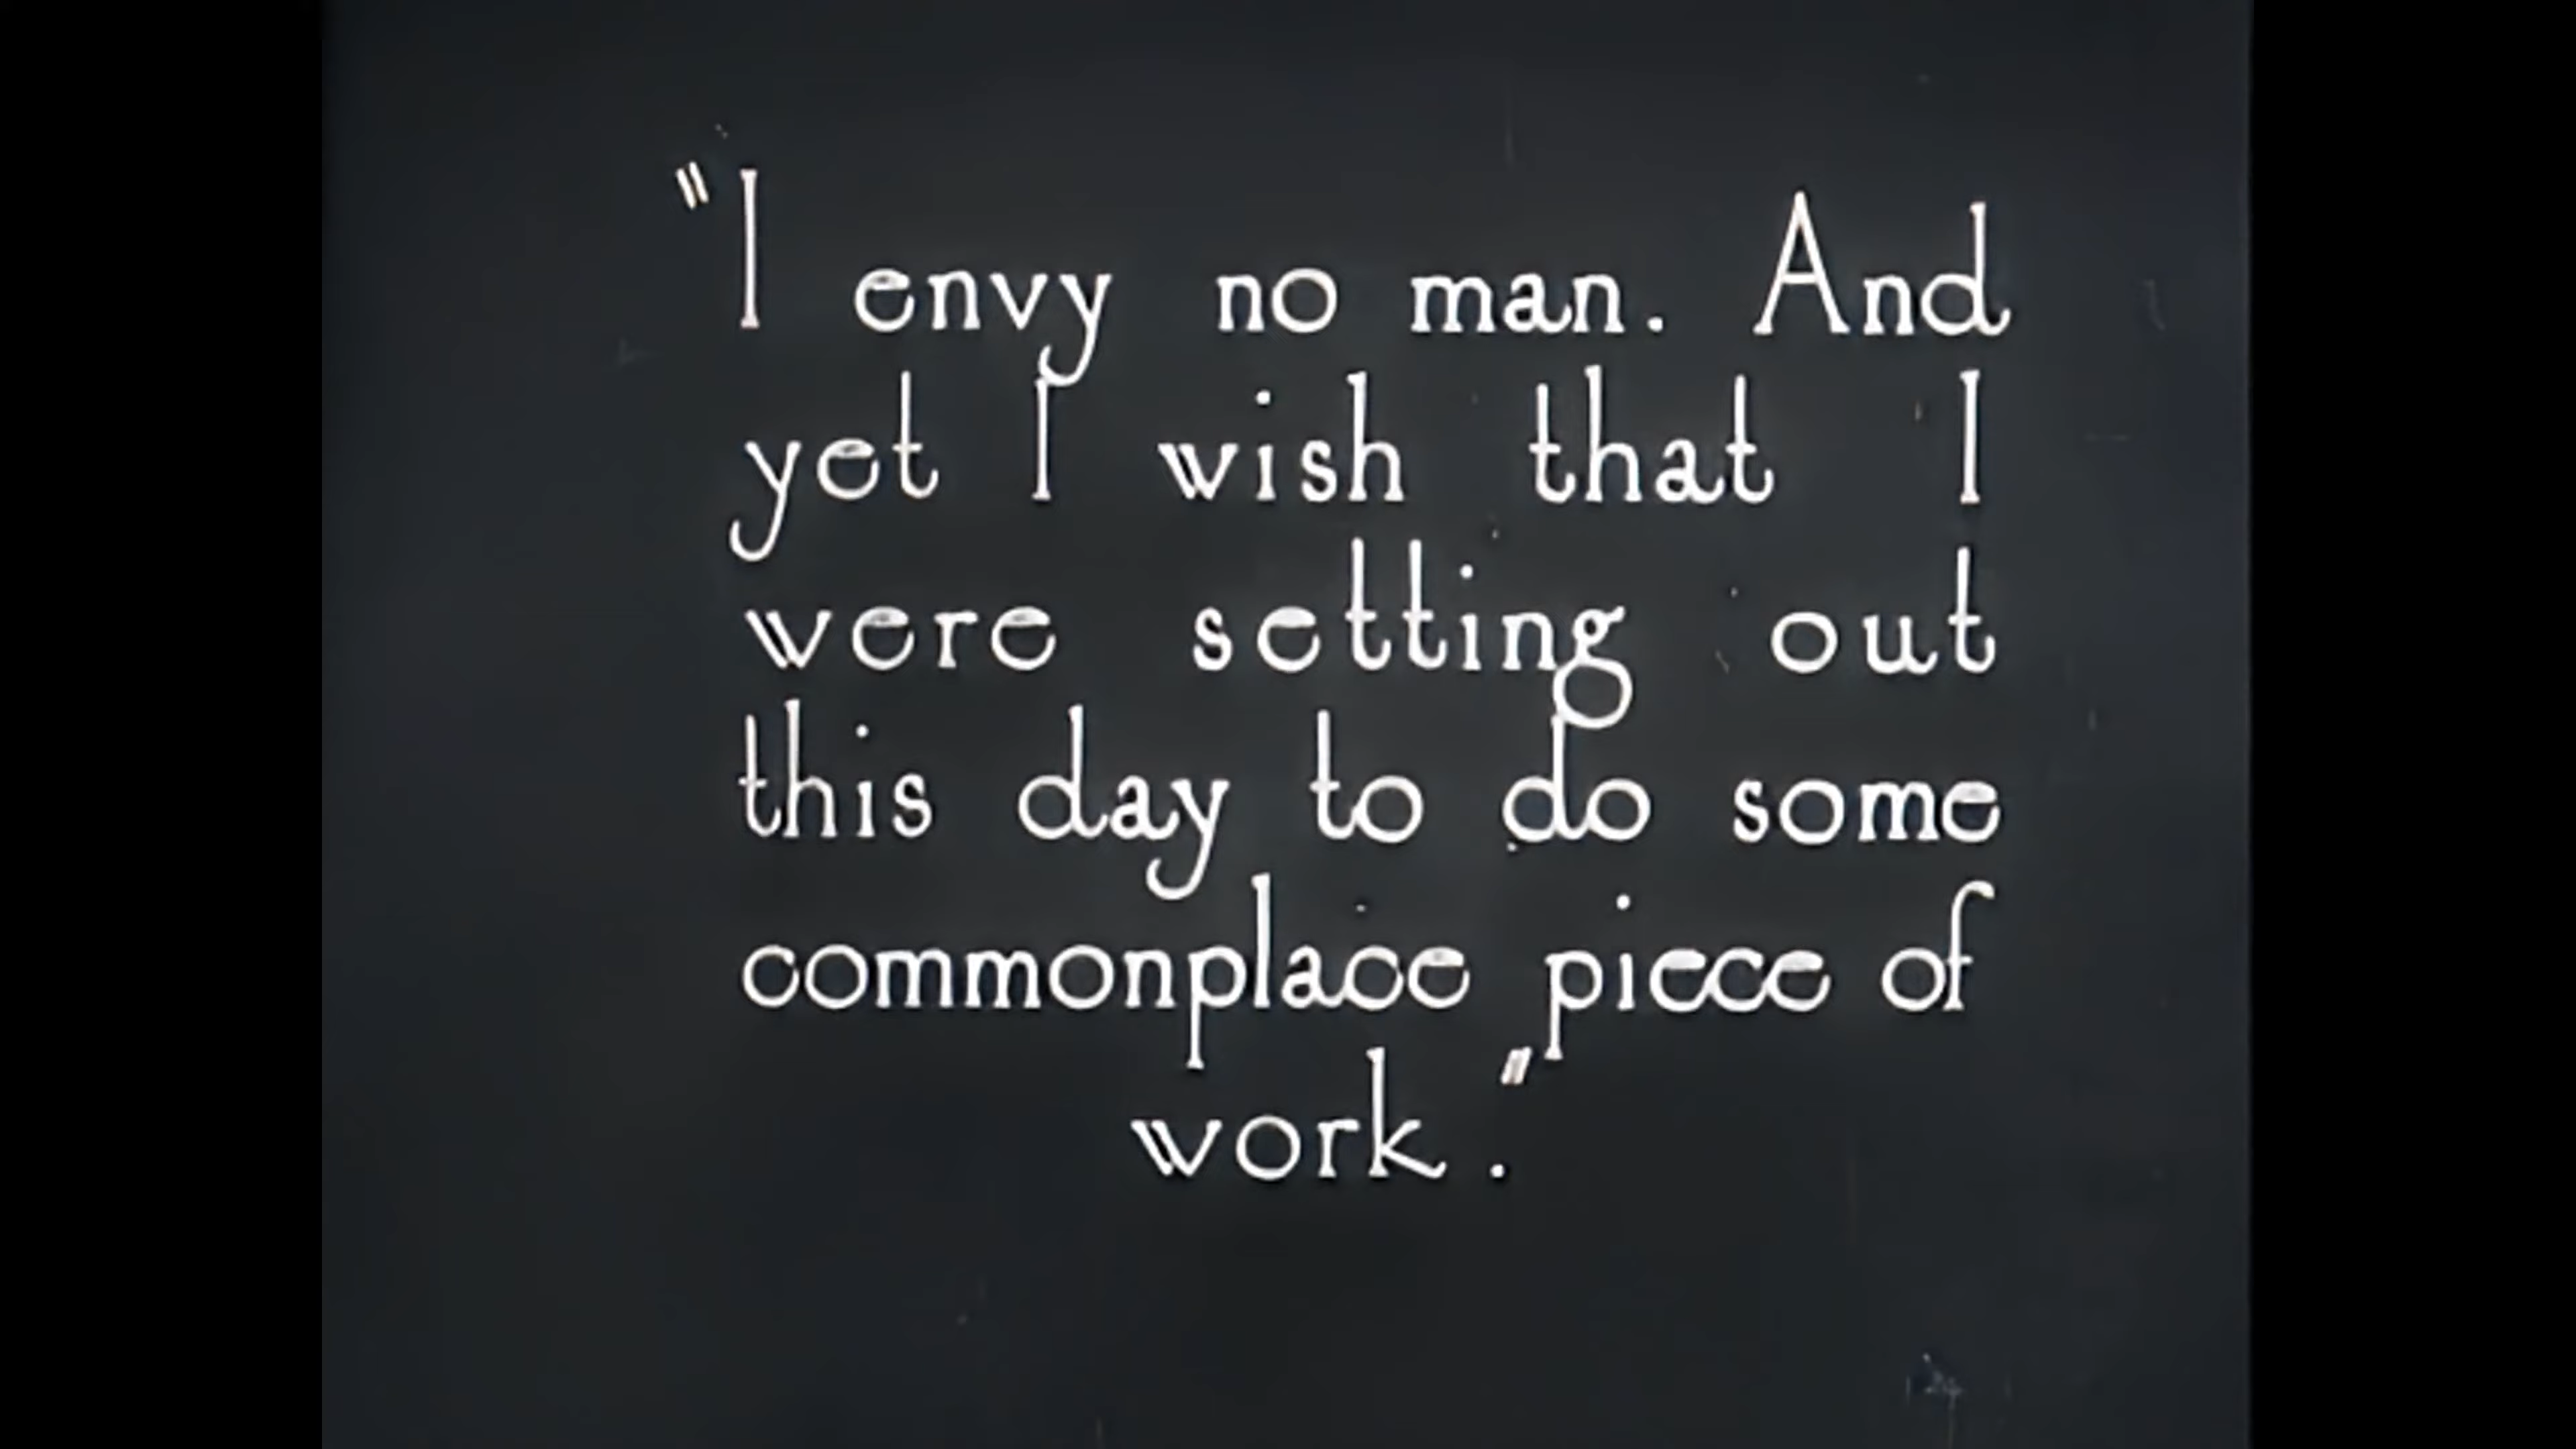 "I envy no man. And
yet I wish that I
were setting out
this day to do some
commonplace piece of
work."